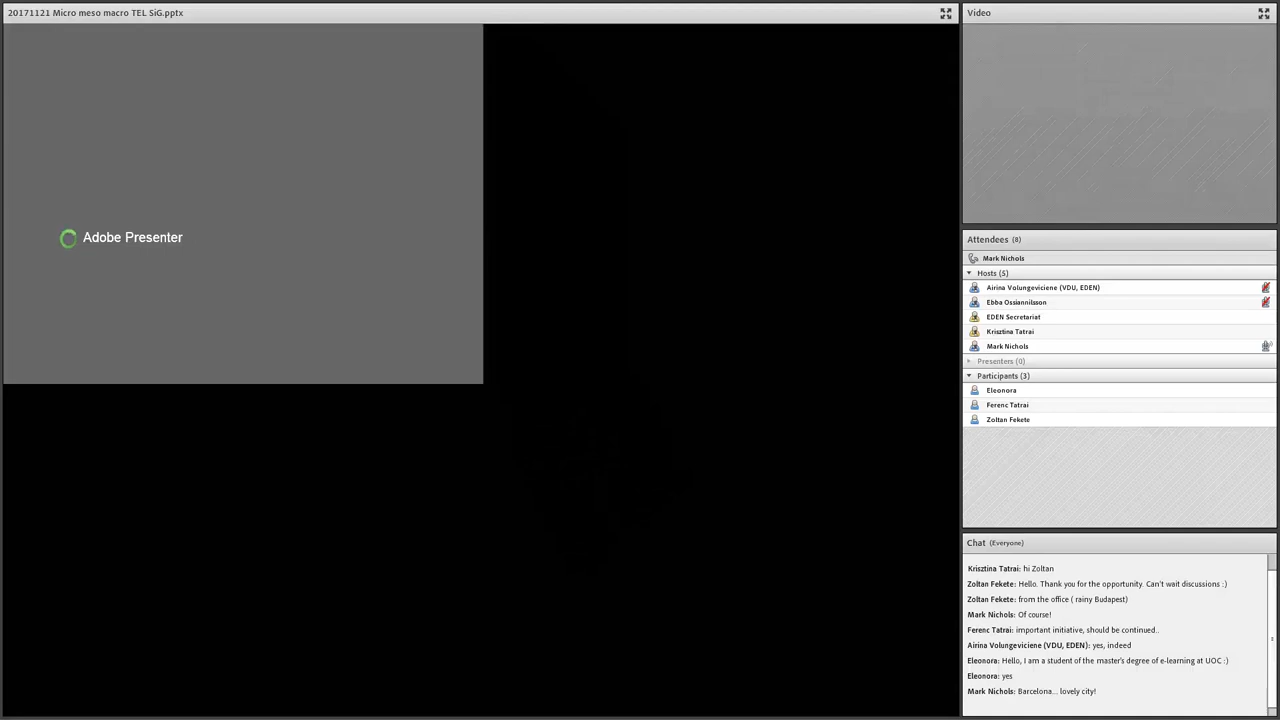 20171121 Micro meso macro TEL SiG.pptx
Adobe Presenter
Video
Attendees (8)
Mark Nichols
Hosts (5)
Airina Volungeviciene (VDU, EDEN)
Ebba Ossiannilsson
EDEN Secretariat
Krisztina Tatrai
Mark Nichols
Presenters (0)
Participants (3)
Eleonora
Ferenc Tatrai
Zoltan Fekete
Chat (Everyone)
Krisztina Tatrai: hi Zoltan
Zoltan Fekete: Hello. Thank you for the opportunity. Can't wait discussions :)
Zoltan Fekete: from the office ( rainy Budapest)
Mark Nichols: Of course!
Ferenc Tatrai: important initiative, should be continued..
Airina Volungeviciene (VDU, EDEN): yes, indeed
Eleonora: Hello, I am a student of the master's degree of e-learning at UOC :)
Eleonora: yes
Mark Nichols: Barcelona... lovely city!